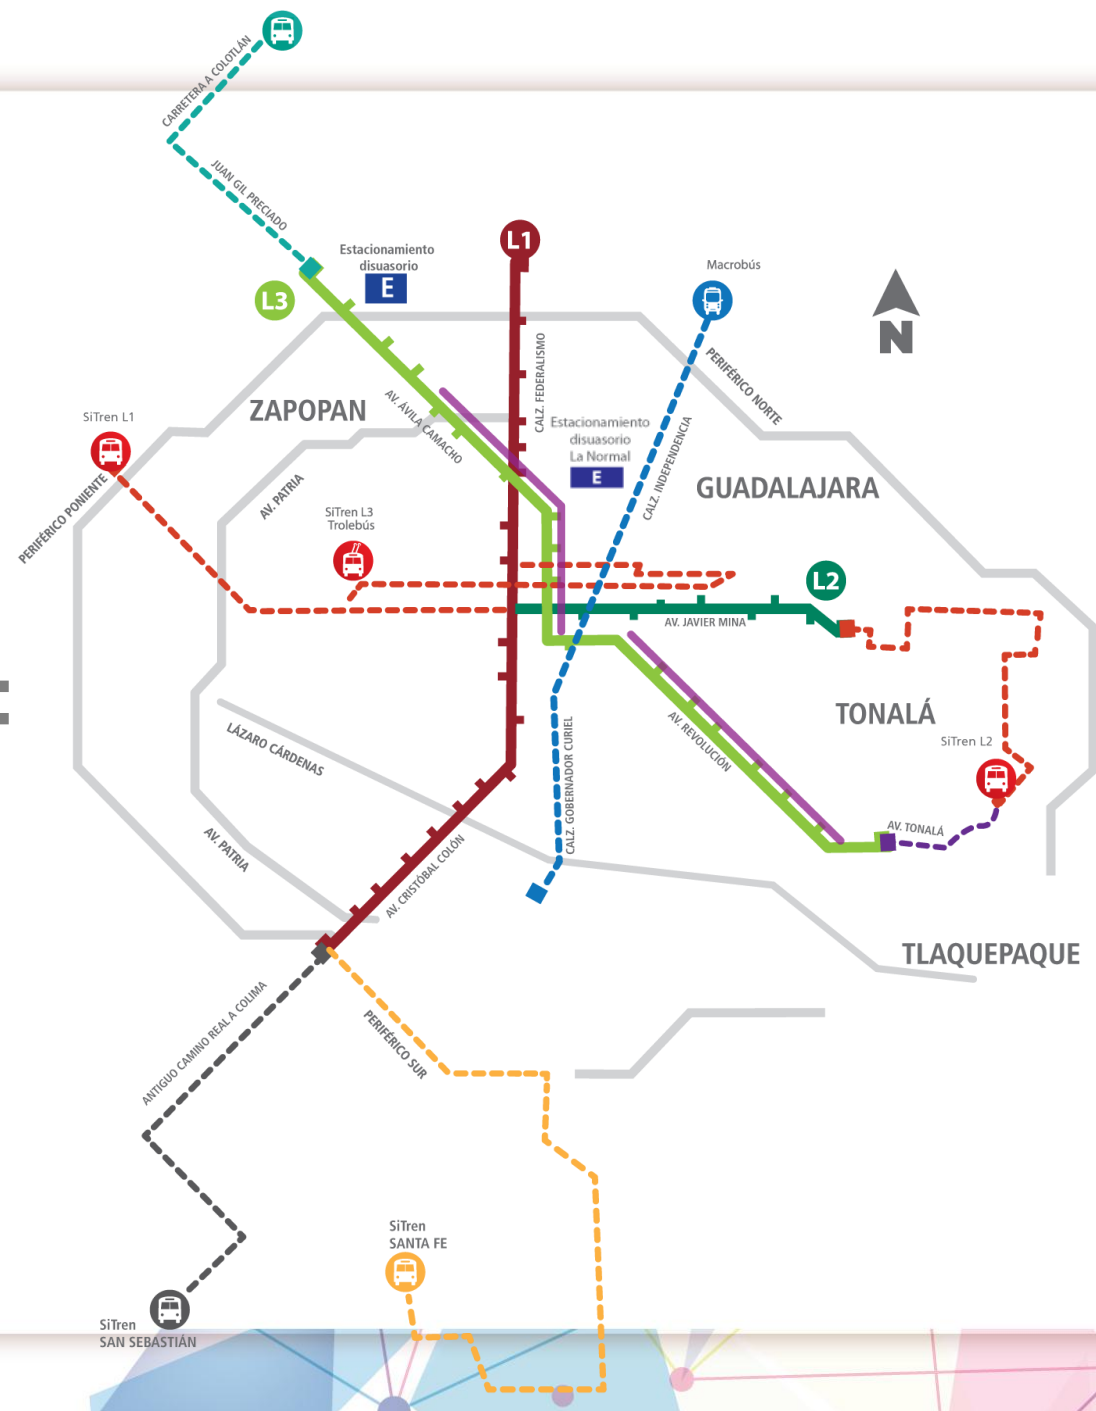 CARRETERA A COLOTLÁN
JUAN GIL PRECIADO
L1
Estacionamiento
disuasorio
E
L3
Macrobús
N
PERIFÉRICO NORTE
CALZ. FEDERALISMO
ZAPOPAN
AV. ÁVILA CAMACHO
SiTren L1
Estacionamiento
disuasorio
La Normal
E
CALZ. INDEPENDENCIA
GUADALAJARA
PERIFÉRICO PONIENTE
AV. PATRIA
SiTren L3
Trolebús
L2
AV. JAVIER MINA
TONALÁ
LÁZARO CÁRDENAS
AV. REVOLUCIÓN
SiTren L2
CALZ. GOBERNADOR CURIEL
AV. TONALÁ
AV. PATRIA
AV. CRISTÓBAL COLÓN
TLAQUEPAQUE
ANTIGUO CAMINO REAL A COLIMA
PERIFÉRICO SUR
SiTren
SANTA FE
SiTren
SAN SEBASTIÁN